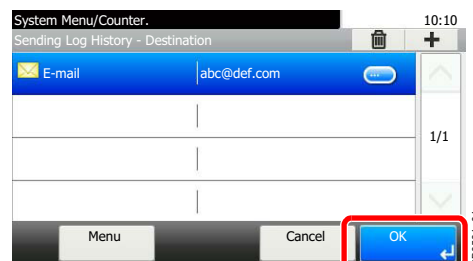 System Menu/Counter.
10:10
Sending Log History - Destination
E-mail
abc@def.com
1/1
Menu
Cancel
OK